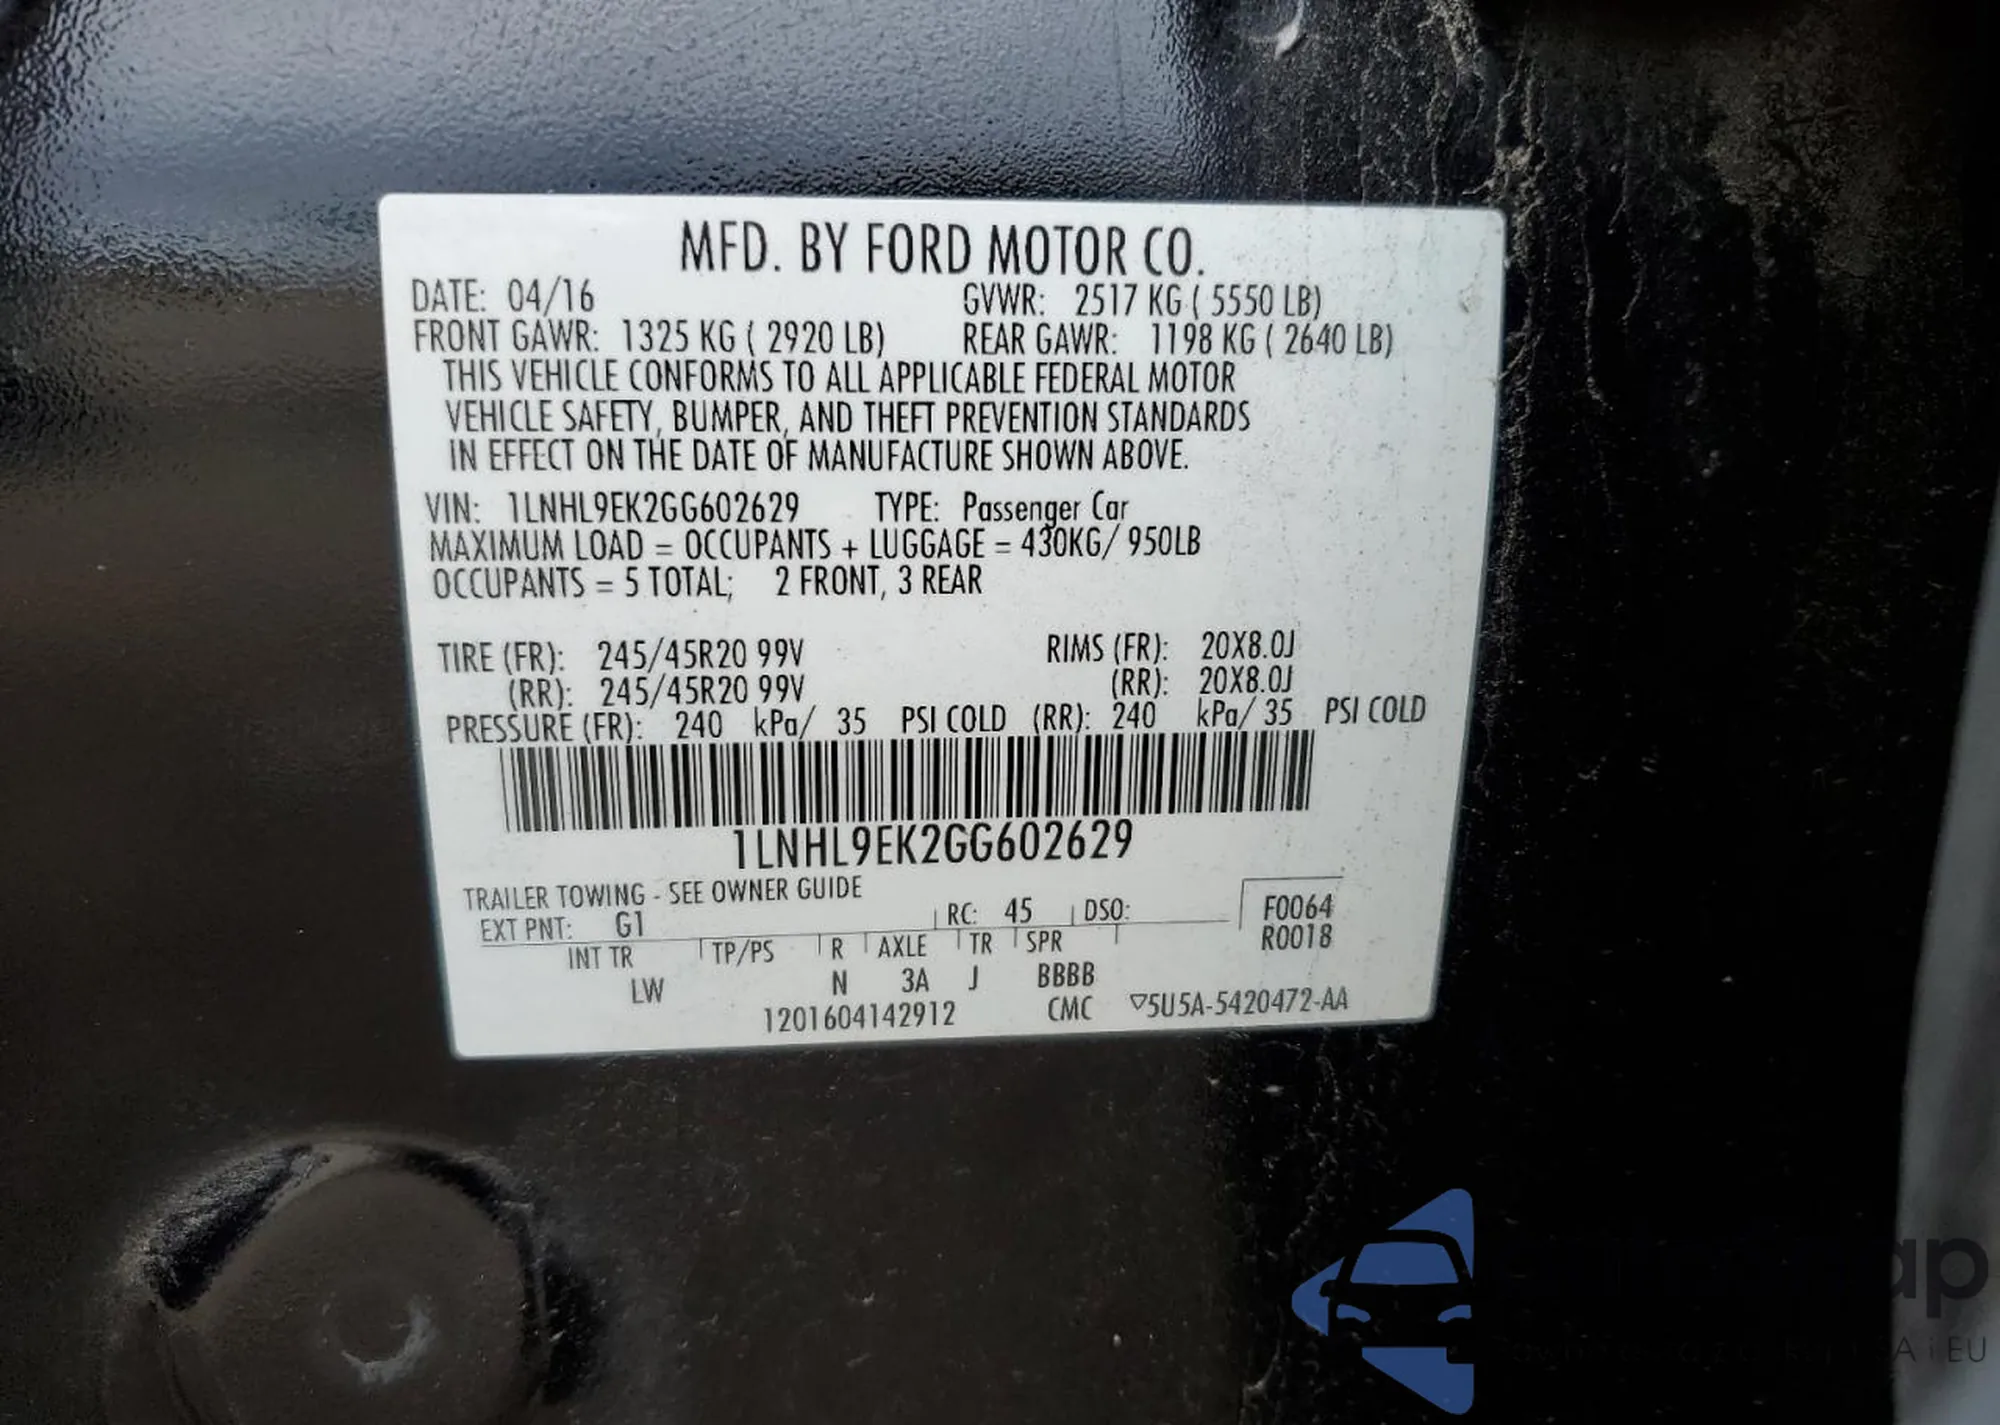 MFD. BY FORD MOTOR CO.
DATE: 04/16 GVWR: 2517 KG ( 5550 LB)
FRONT GAWR: 1325 KG ( 2920 LB) REAR GAWR: 1198 KG ( 2640 LB)
THIS VEHICLE CONFORMS TO ALL APPLICABLE FEDERAL MOTOR
VEHICLE SAFETY, BUMPER, AND THEFT PREVENTION STANDARDS
IN EFFECT ON THE DATE OF MANUFACTURE SHOWN ABOVE.
VIN: 1LNHL9EK2GG602629 TYPE: Passenger Car
MAXIMUM LOAD = OCCUPANTS + LUGGAGE = 430KG/ 950LB
OCCUPANTS = 5 TOTAL; 2 FRONT, 3 REAR
TIRE (FR): 245/45R20 99V RIMS (FR): 20X8.0J
(RR): 245/45R20 99V (RR): 20X8.0J
PRESSURE (FR): 240 kPa/ 35 PSI COLD (RR): 240 kPa/ 35 PSI COLD
1LNHL9EK2GG602629
TRAILER TOWING - SEE OWNER GUIDE
EXT PNT: G1 RC: 45 DSO: F0064
INT TR TP/PS R AXLE TR SPR R0018
LW N 3A J BBBB
1201604142912 CMC ▽5U5A-5420472-AA